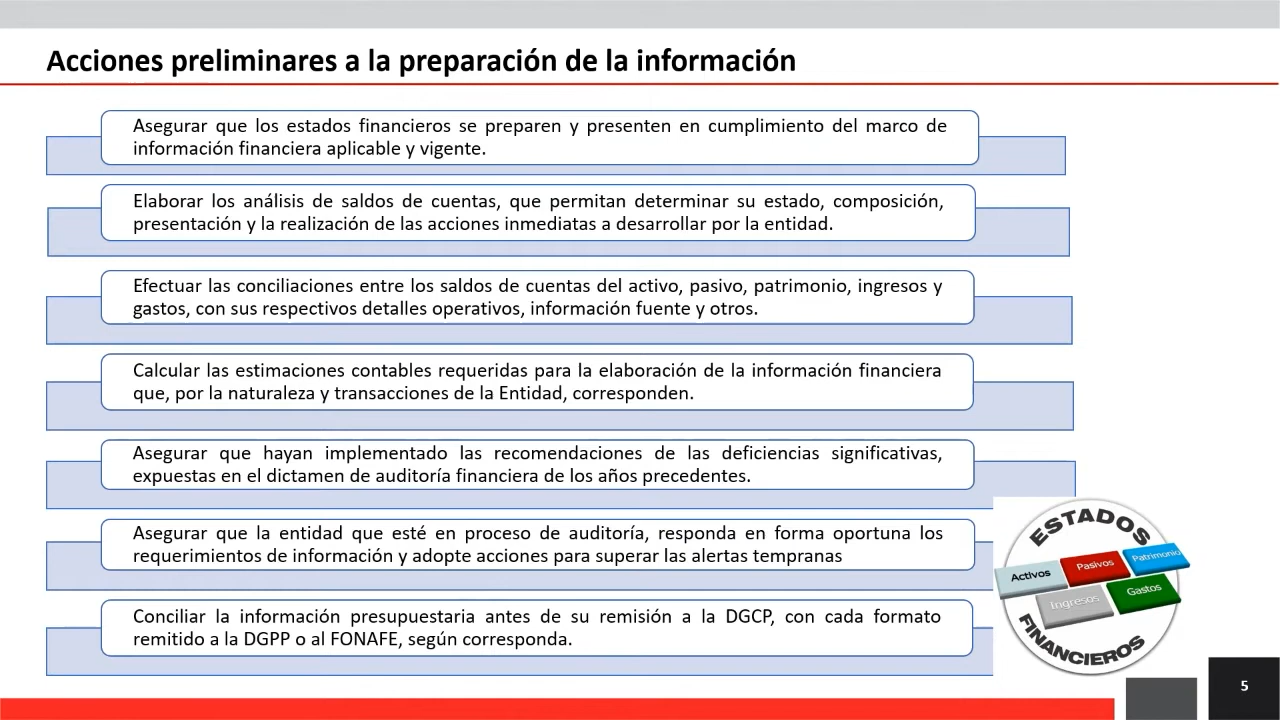 Acciones preliminares a la preparación de la información
Asegurar que los estados financieros se preparen y presenten en cumplimiento del marco de
información financiera aplicable y vigente.
Elaborar los análisis de saldos de cuentas, que permitan determinar su estado, composición,
presentación y la realización de las acciones inmediatas a desarrollar por la entidad.
Efectuar las conciliaciones entre los saldos de cuentas del activo, pasivo, patrimonio, ingresos y
gastos, con sus respectivos detalles operativos, información fuente y otros.
Calcular las estimaciones contables requeridas para la elaboración de la información financiera
que, por la naturaleza y transacciones de la Entidad, corresponden.
Asegurar que hayan implementado las recomendaciones de las deficiencias significativas,
expuestas en el dictamen de auditoría financiera de los años precedentes.
Asegurar que la entidad que esté en proceso de auditoría, responda en forma oportuna los
requerimientos de información y adopte acciones para superar las alertas tempranas
Conciliar la información presupuestaria antes de su remisión a la DGCP, con cada formato
remitido a la DGPP o al FONAFE, según corresponda.
ESTADOS
Activos
Pasivos
Patrimonio
Ingresos
Gastos
FINANCIEROS
5